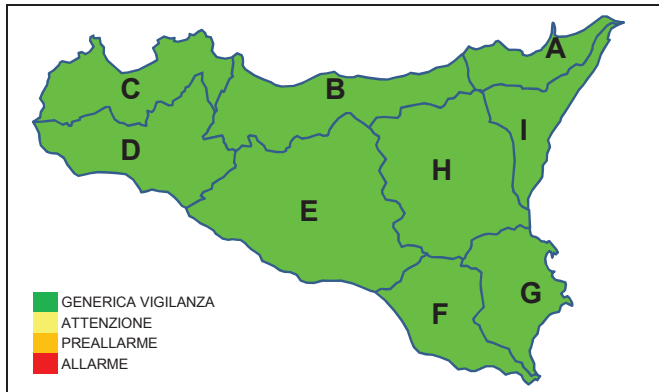 A
B
C
I
D
H
E
G
F
GENERICA VIGILANZA
ATTENZIONE
PREALLARME
ALLARME